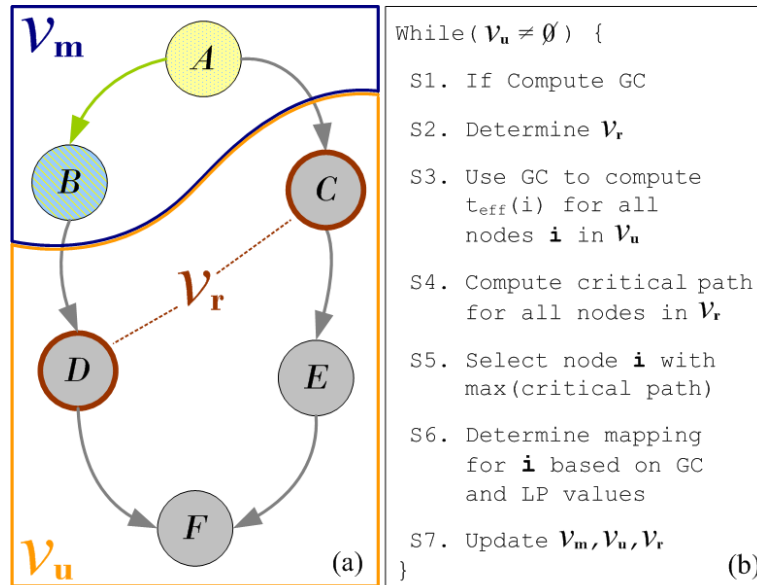 𝒱m
A
B
C
𝒱r
D
E
F
𝒱u
(a)
While( 𝒱u ≠ ∅ ) {
S1. If Compute GC
S2. Determine 𝒱r
S3. Use GC to compute
teff(i) for all
nodes i in 𝒱u
S4. Compute critical path
for all nodes in 𝒱r
S5. Select node i with
max(critical path)
S6. Determine mapping
for i based on GC
and LP values
S7. Update 𝒱m,𝒱u,𝒱r
}
(b)